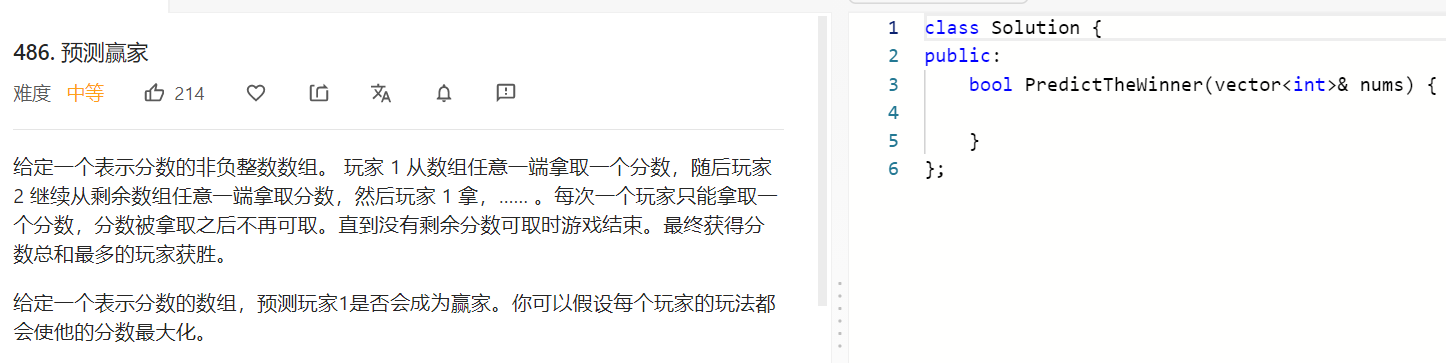 486. 预测赢家
难度 中等 214
给定一个表示分数的非负整数数组。 玩家 1 从数组任意一端拿取一个分数，随后玩家
2 继续从剩余数组任意一端拿取分数，然后玩家 1 拿，…… 。每次一个玩家只能拿取一
个分数，分数被拿取之后不再可取。直到没有剩余分数可取时游戏结束。最终获得分
数总和最多的玩家获胜。
给定一个表示分数的数组，预测玩家1是否会成为赢家。你可以假设每个玩家的玩法都
会使他的分数最大化。
1 class Solution {
2 public:
3     bool PredictTheWinner(vector<int>& nums) {
4
5     }
6 };